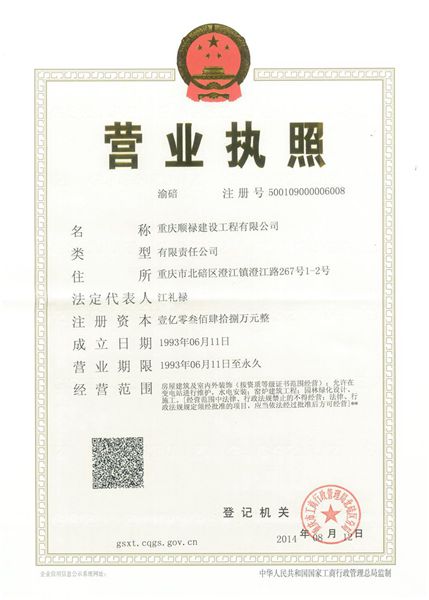 营业执照
渝碚 注册号 500109000006008
名称 重庆顺禄建设工程有限公司
类型 有限责任公司
住所 重庆市北碚区澄江镇澄江路267号1-2号
法定代表人 江礼禄
注册资本 壹亿零叁佰肆拾捌万元整
成立日期 1993年06月11日
营业期限 1993年06月11日至永久
经营范围 房屋建筑及室内外装饰（按资质等级证书范围经营）；允许在
变电站进行维护、水电安装；窑炉建筑工程；园林绿化设计、
施工。[经营范围中法律、行政法规禁止的不得经营；法律、行
政法规规定须经批准的项目，应当依法经过批准后方可经营]**
登记机关
2014年08月12日
gsxt.cqgs.gov.cn
企业信用信息公示系统网址：
中华人民共和国国家工商行政管理总局监制